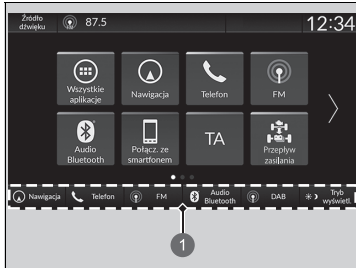 Źródło
dźwięku
87.5
12:34
Wszystkie
aplikacje
Nawigacja
Telefon
FM
Audio
Bluetooth
Połącz. ze
smartfonem
TA
Przepływ
zasilania
Nawigacja
Telefon
FM
Audio
Bluetooth
DAB
Tryb
wyświetl.
1